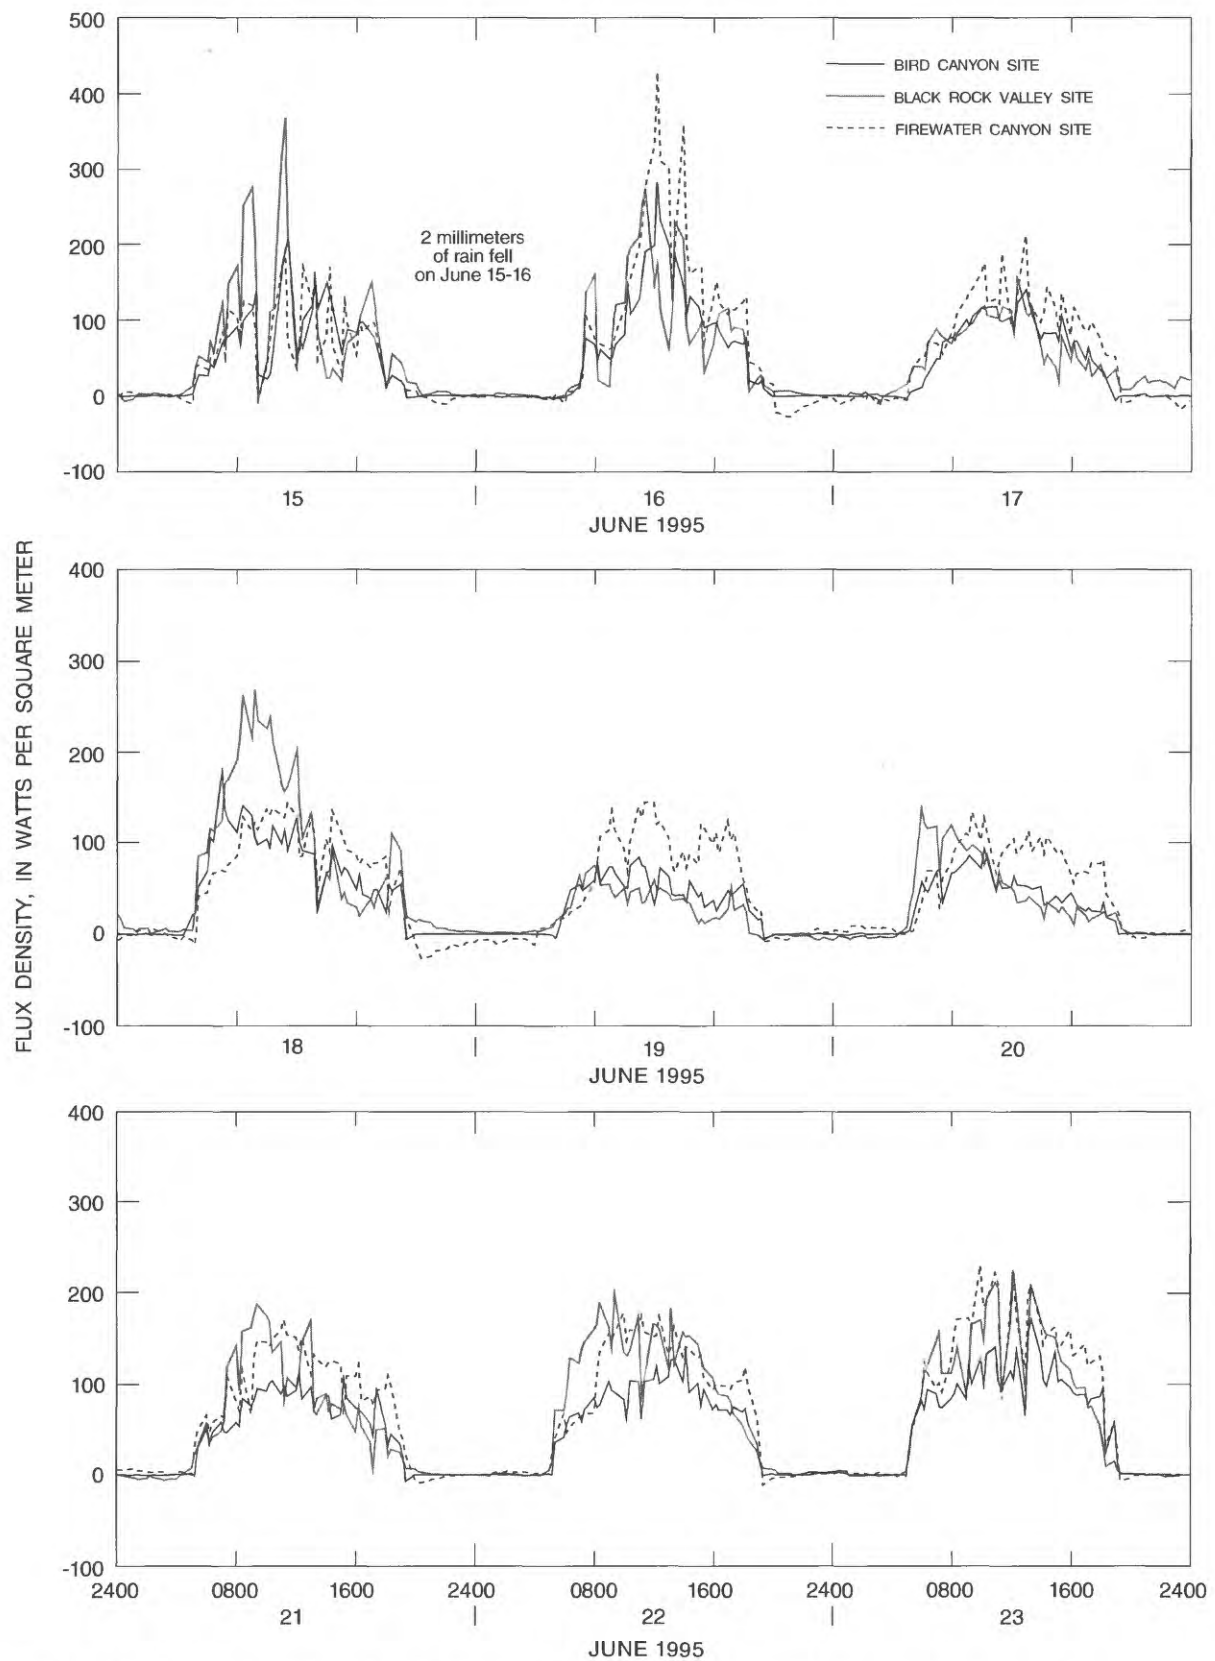 500
400
300
200
100
0
-100
BIRD CANYON SITE
BLACK ROCK VALLEY SITE
FIREWATER CANYON SITE
2 millimeters
of rain fell
on June 15-16
15 16 17
JUNE 1995
FLUX DENSITY, IN WATTS PER SQUARE METER
400
300
200
100
0
-100
18 19 20
JUNE 1995
400
300
200
100
0
-100
2400 0800 1600 2400 0800 1600 2400 0800 1600 2400
21 22 23
JUNE 1995